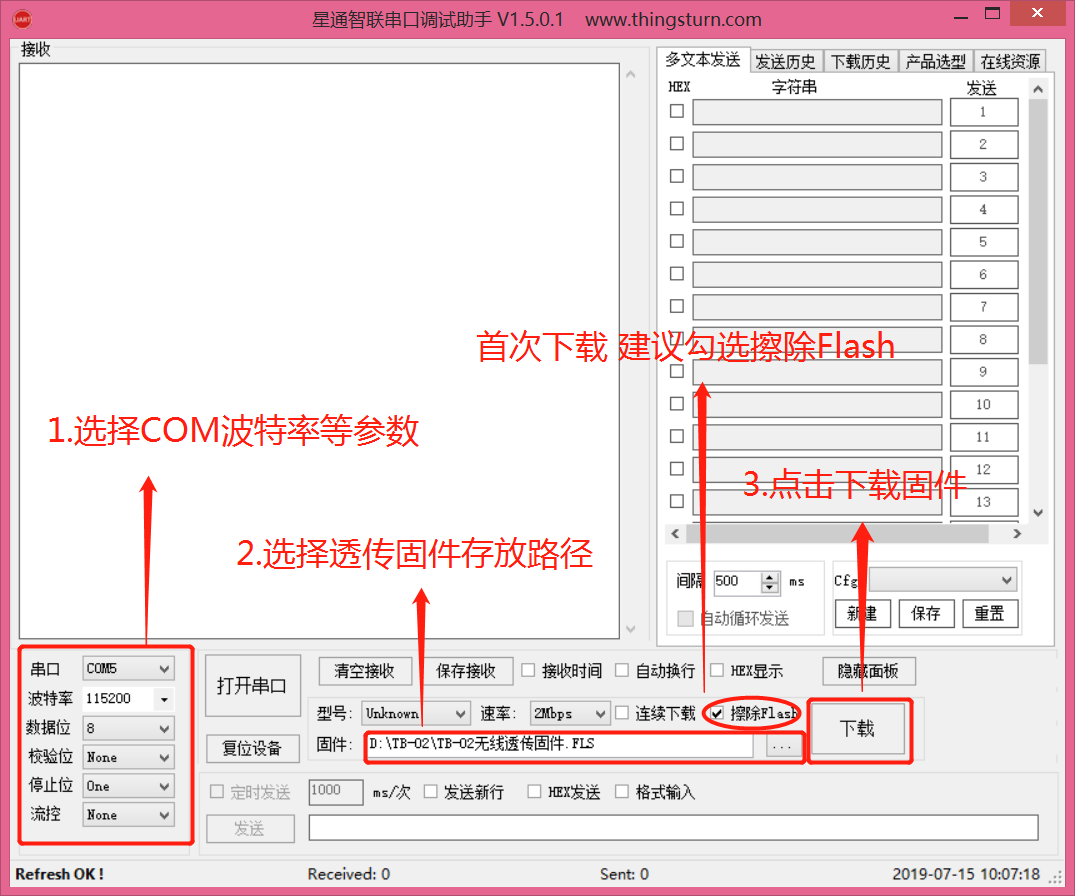 UART 星通智联串口调试助手 V1.5.0.1 www.thingsturn.com
接收
多文本发送 发送历史 下载历史 产品选型 在线资源
HEX 字符串 发送
1
2
3
4
5
6
7
8
首次下载 建议勾选擦除Flash
9
10
1.选择COM波特率等参数
11
12
3.点击下载固件
13
2.选择透传固件存放路径
间隔 500 ms
自动循环发送
Cfg
新建 保存 重置
串口 COM5
波特率 115200
数据位 8
校验位 None
停止位 One
流控 None
打开串口
复位设备
清空接收 保存接收 接收时间 自动换行 HEX显示 隐藏面板
型号: Unknown 速率: 2Mbps 连续下载 擦除Flash
固件: D:\TB-02\TB-02无线透传固件.FLS ...
下载
定时发送 1000 ms/次 发送新行 HEX发送 格式输入
发送
Refresh OK ! Received: 0 Sent: 0 2019-07-15 10:07:18